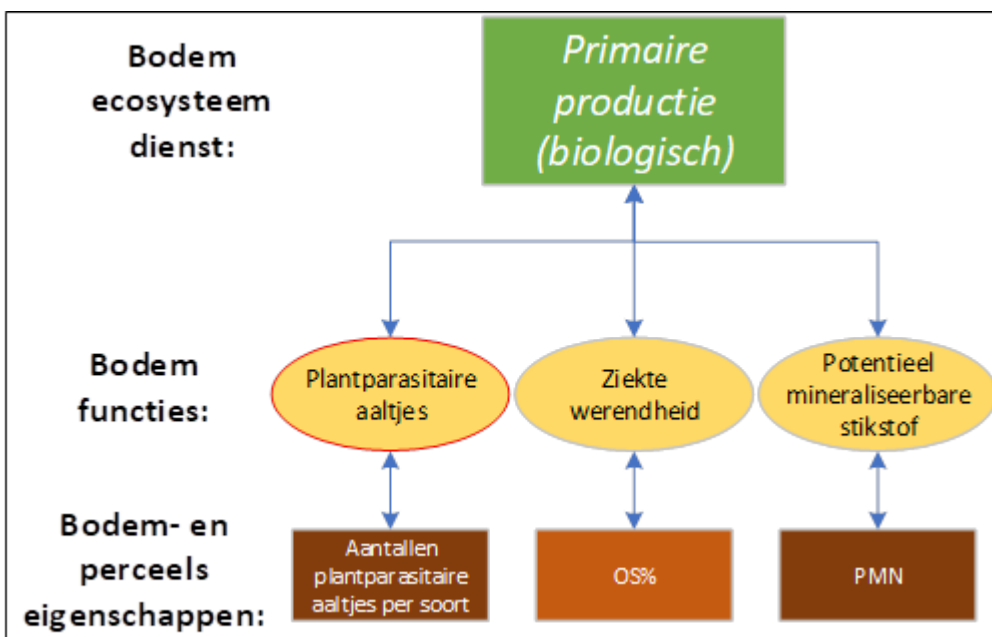 Bodem
ecosysteem
dienst:
Primaire
productie
(biologisch)
Bodem
functies:
Plantparasitaire
aaltjes
Ziekte
werendheid
Potentieel
mineraliseerbare
stikstof
Bodem- en
perceels
eigenschappen:
Aantallen
plantparasitaire
aaltjes per soort
OS%
PMN